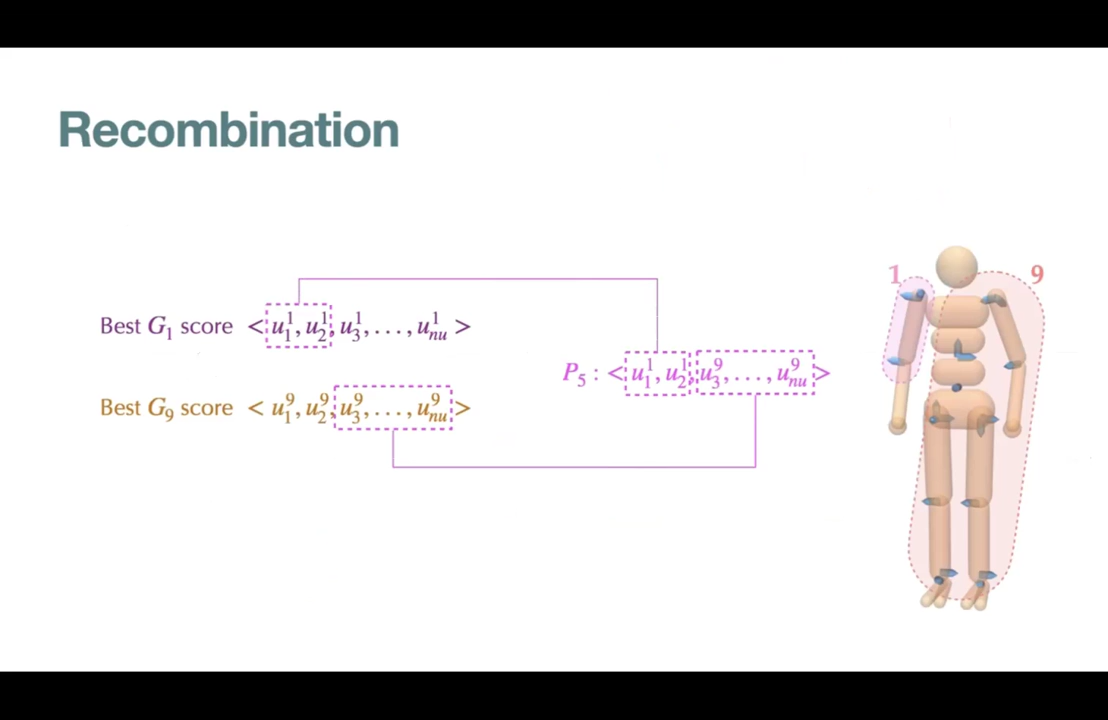 Recombination
1
9
Best G₁ score < u₁¹, u₂¹, u₃¹, . . . , uₙᵤ¹ >
P₅ : < u₁¹, u₂¹, u₃⁹, . . . , uₙᵤ⁹ >
Best G₉ score < u₁⁹, u₂⁹, u₃⁹, . . . , uₙᵤ⁹ >